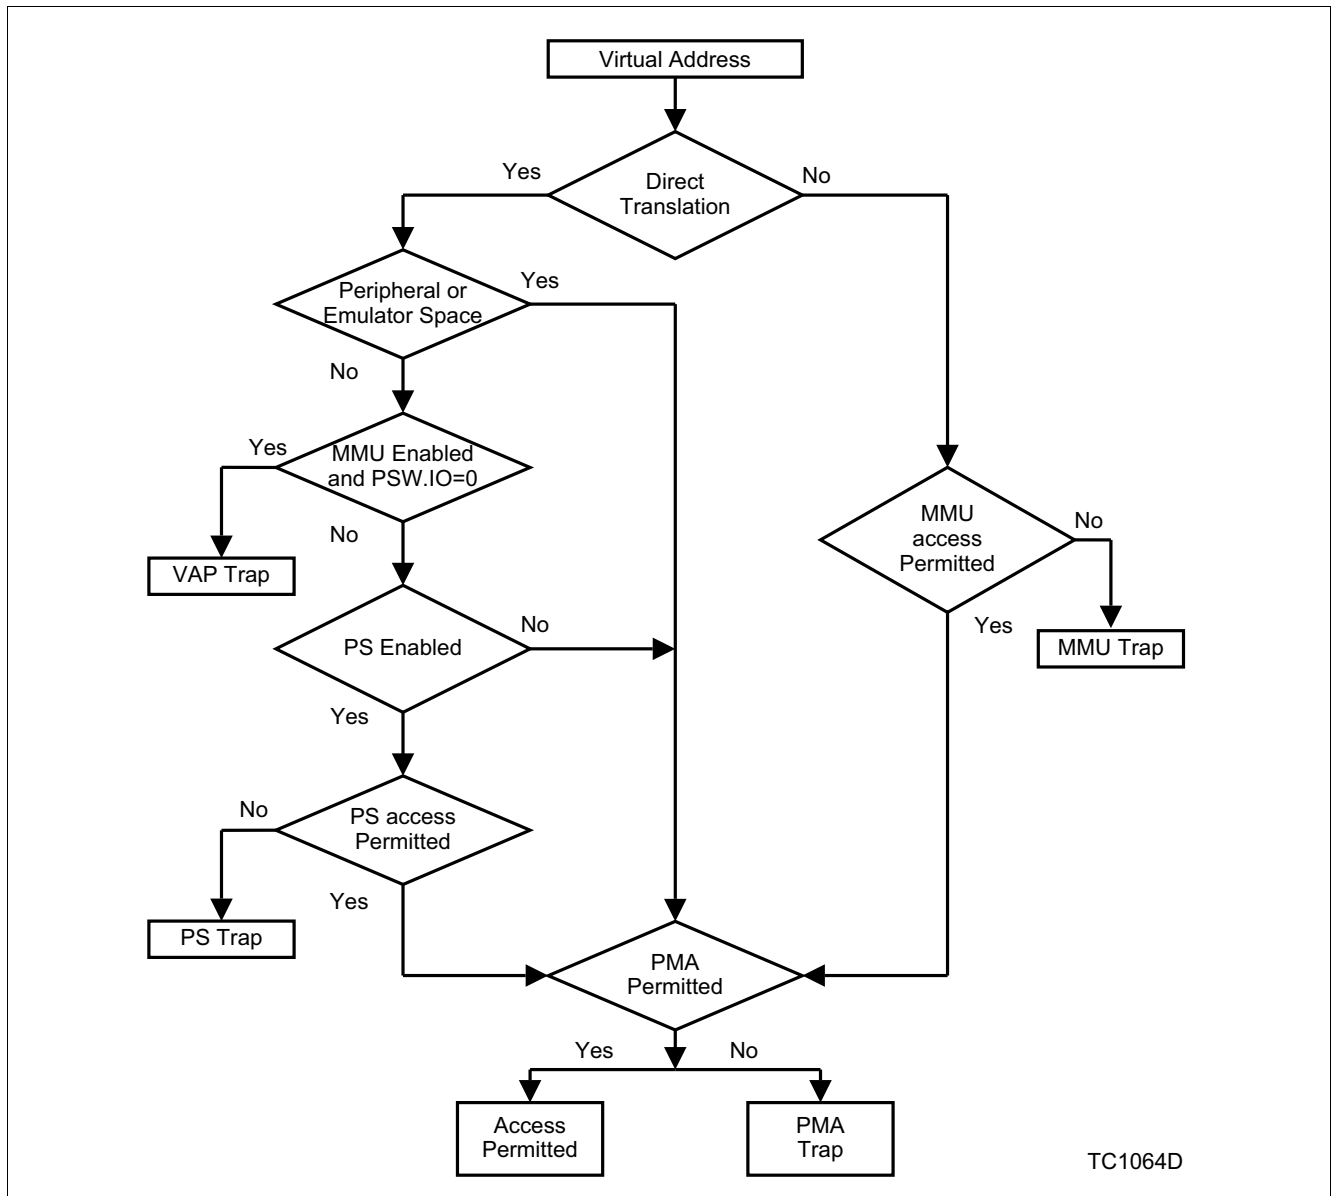 Virtual Address
Yes
Direct
Translation
No
Peripheral or
Emulator Space
Yes
No
Yes
MMU Enabled
and PSW.IO=0
No
VAP Trap
MMU
access
Permitted
No
Yes
MMU Trap
PS Enabled
No
Yes
No
PS access
Permitted
Yes
PS Trap
PMA
Permitted
Yes
No
Access
Permitted
PMA
Trap
TC1064D